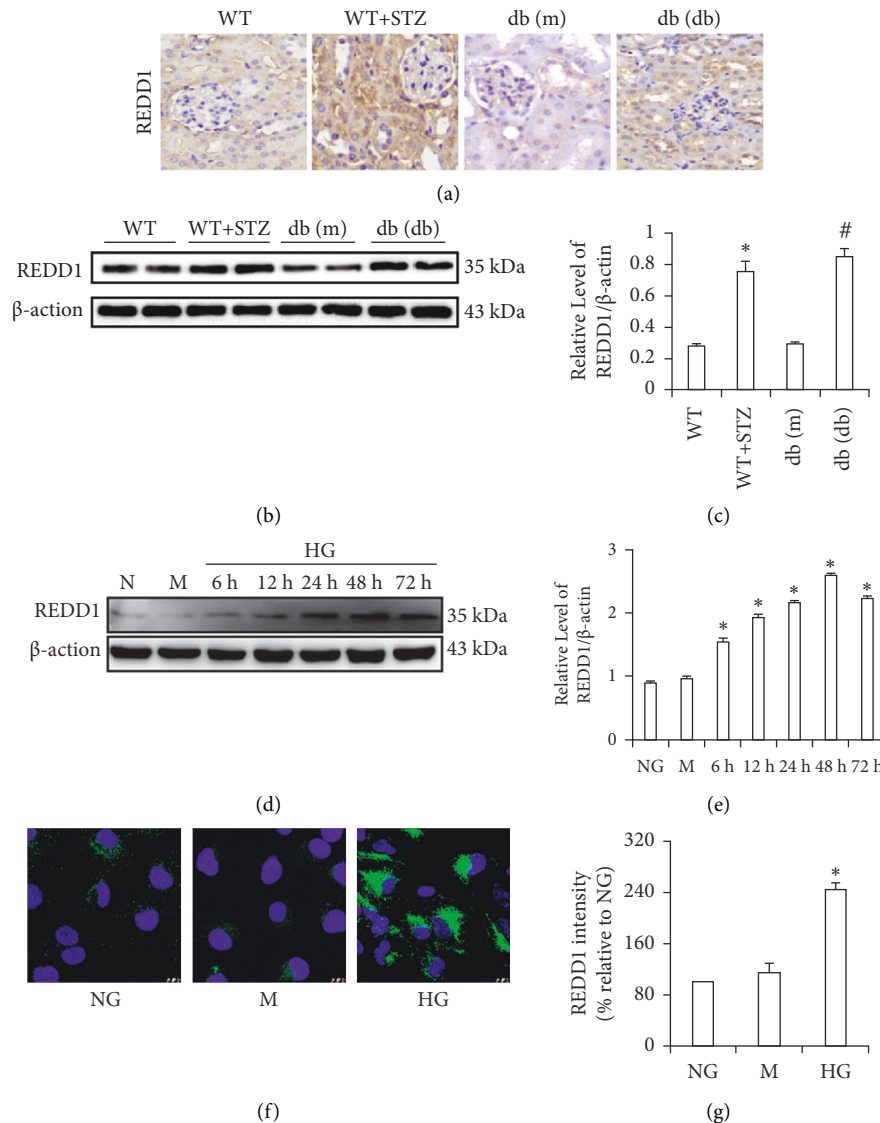 WT WT+STZ db (m) db (db)
REDD1
(a)
WT WT+STZ db (m) db (db)
REDD1 35 kDa
β-action 43 kDa
(b)
Relative Level of
REDD1/β-actin
1
0.8
0.6
0.4
0.2
0
* #
WT WT+STZ db (m) db (db)
(c)
HG
N M 6 h 12 h 24 h 48 h 72 h
REDD1 35 kDa
β-action 43 kDa
(d)
Relative Level of
REDD1/β-actin
3
2
1
0
* * * * *
NG M 6 h 12 h 24 h 48 h 72 h
(e)
NG M HG
(f)
REDD1 intensity
(% relative to NG)
320
240
160
80
0
*
NG M HG
(g)